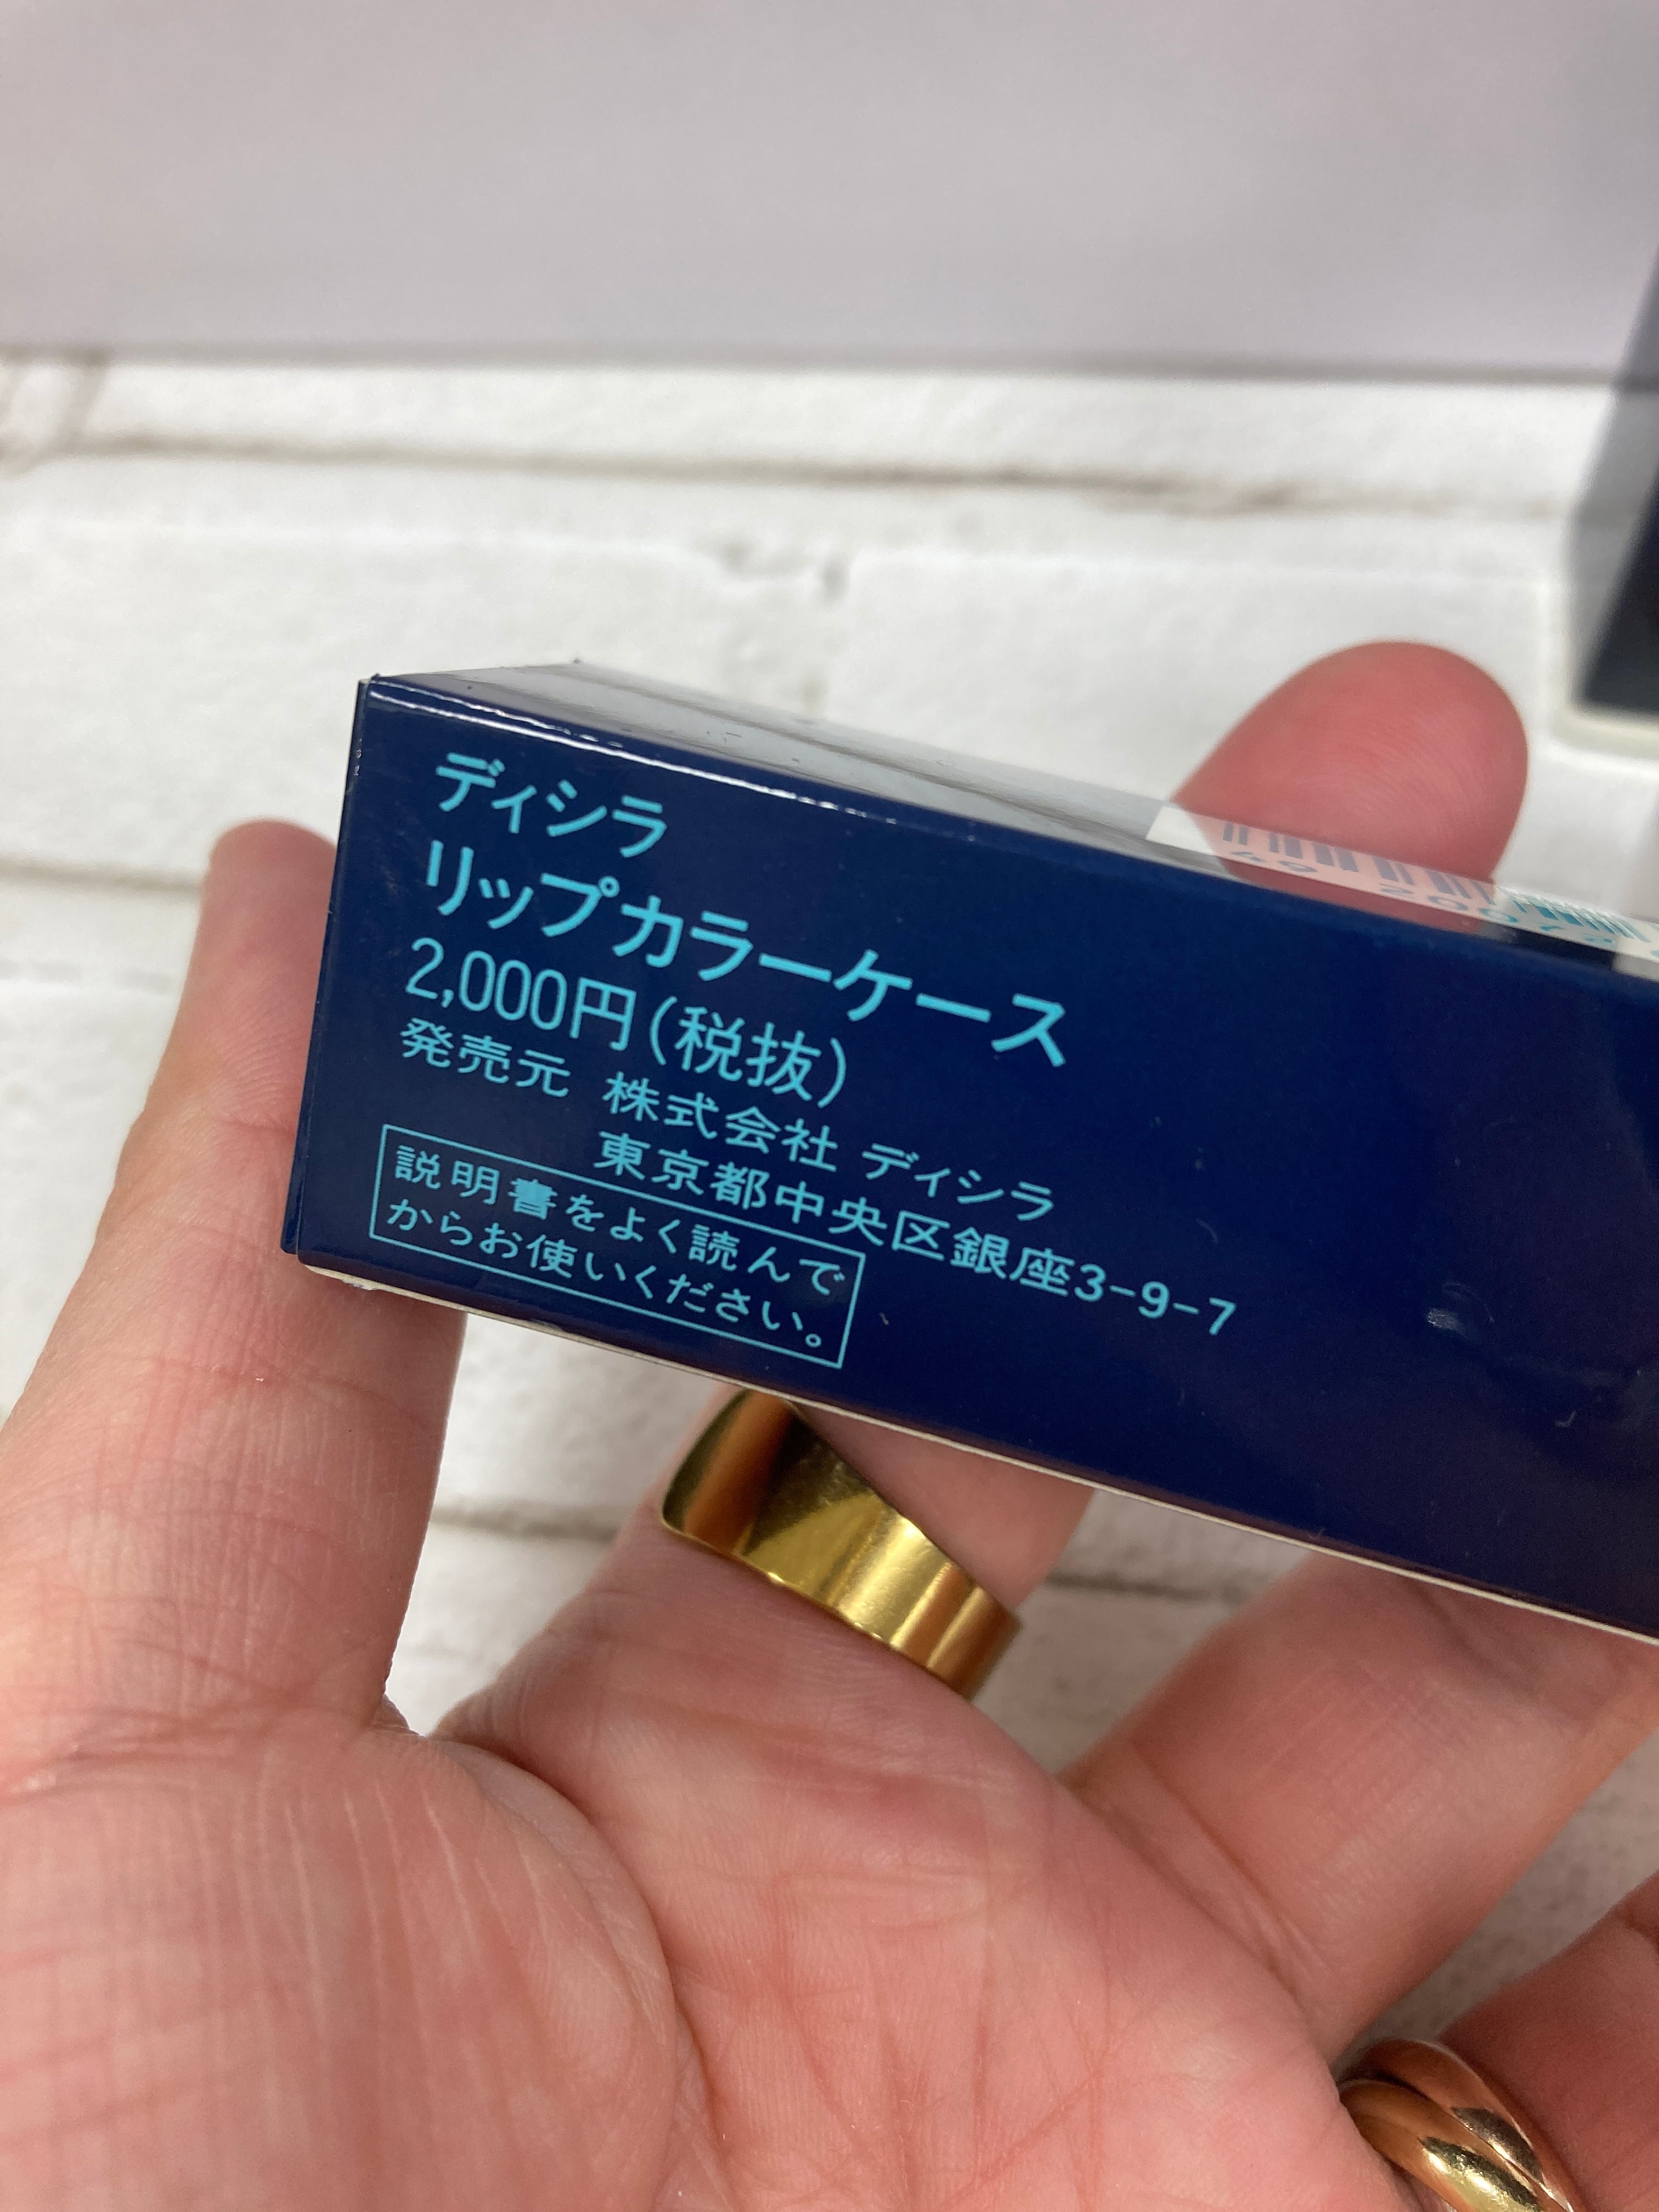 ディシラ
リップカラーケース
2,000円(税抜)
発売元 株式会社 ディシラ
東京都中央区銀座3-9-7
説明書をよく読んで
からお使いください。